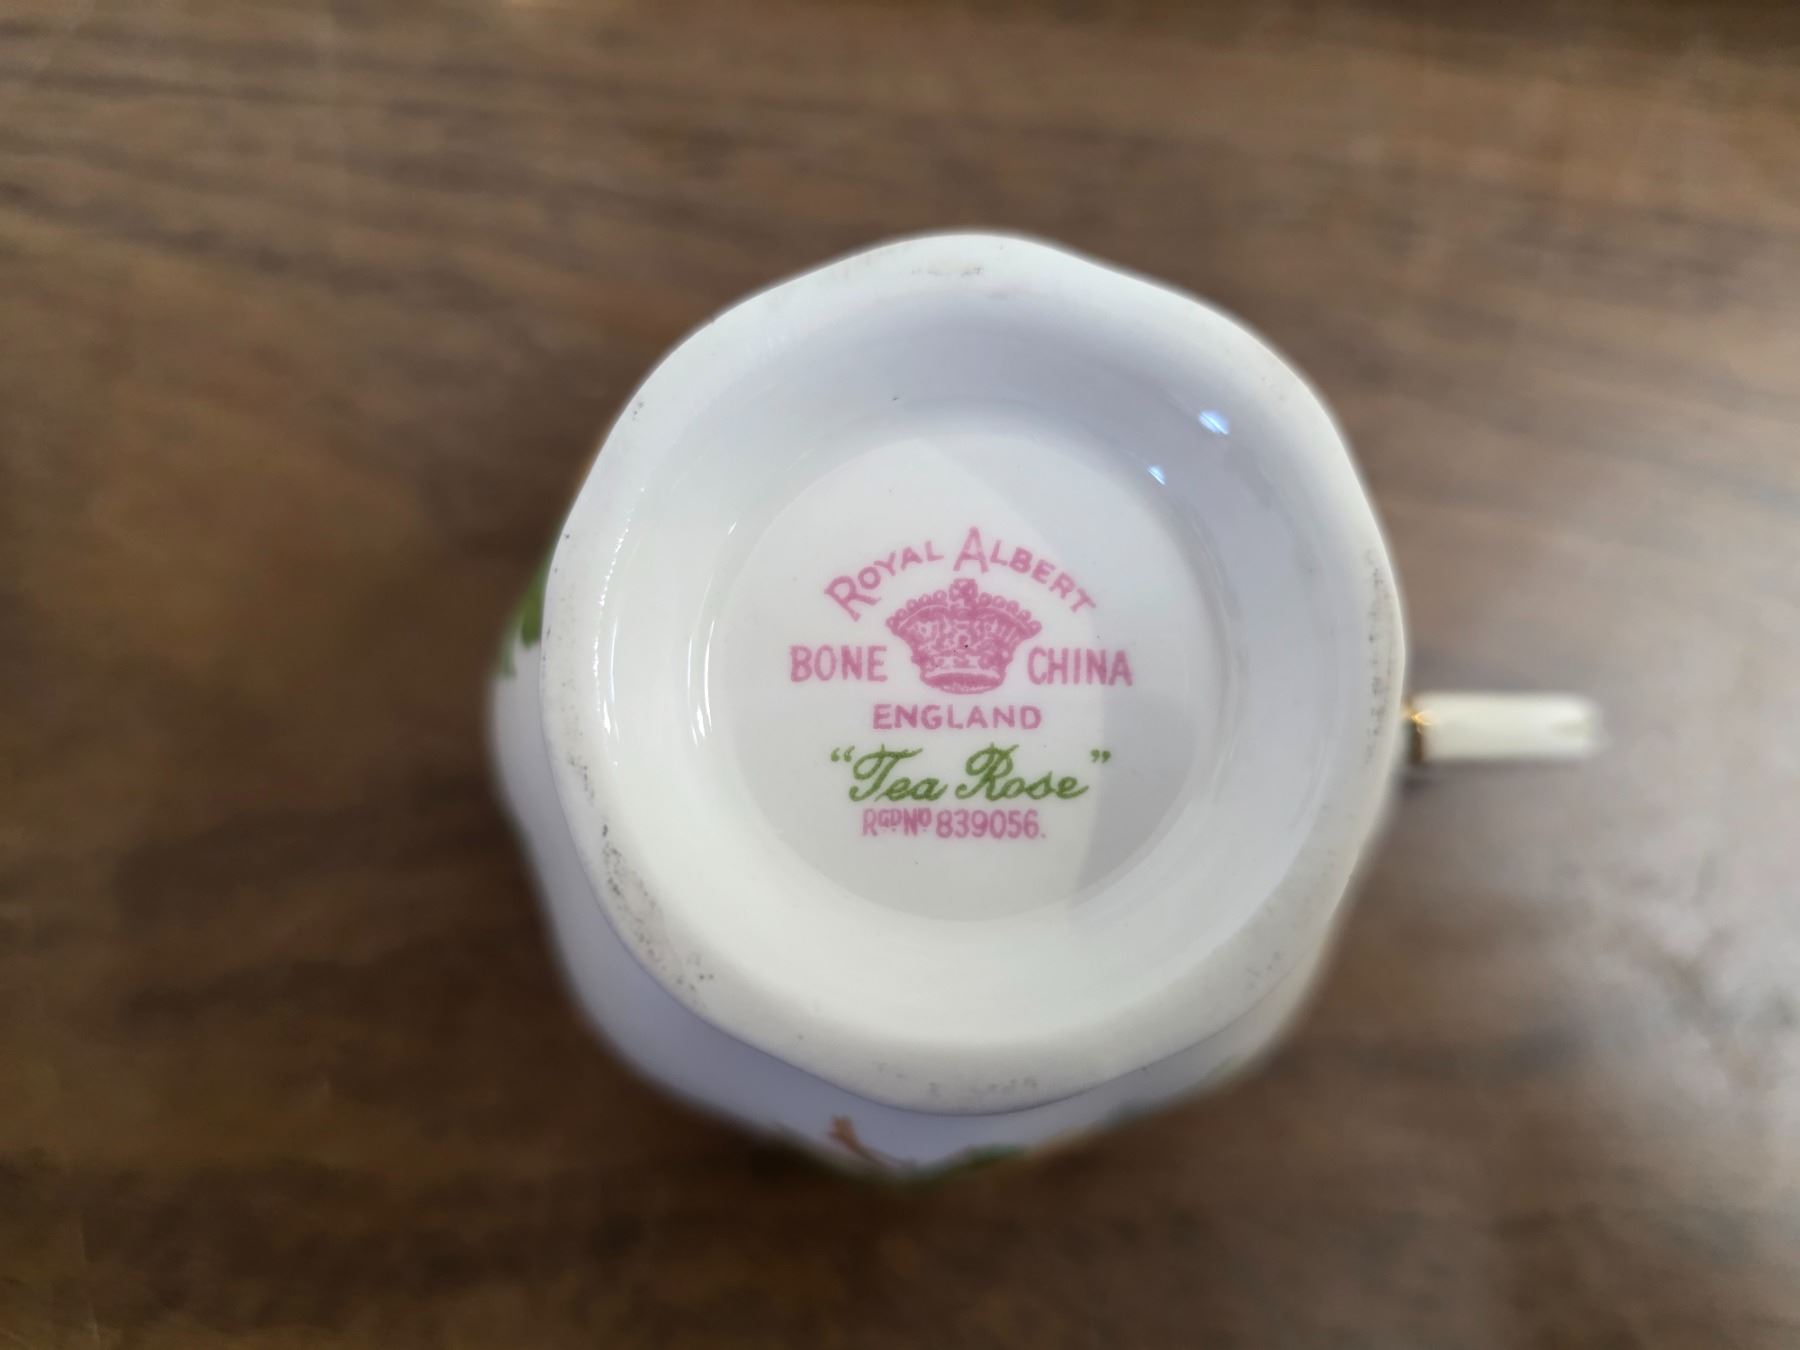 ROYAL ALBERT
BONE CHINA
ENGLAND
"Tea Rose"
RGDNO 839056.